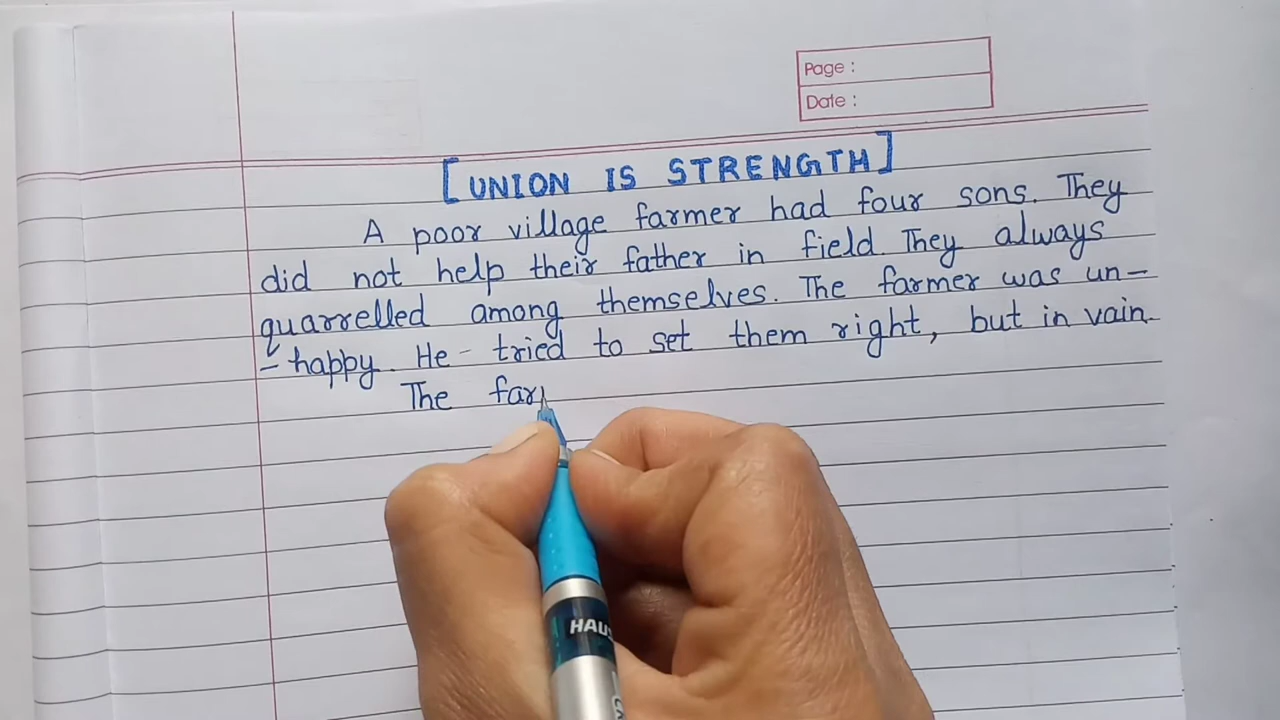 Page :
Date :
[UNION IS STRENGTH]
A poor village farmer had four sons. They
did not help their father in field. They always
quarrelled among themselves. The farmer was un-
-happy. He tried to set them right, but in vain.
The far
HAU